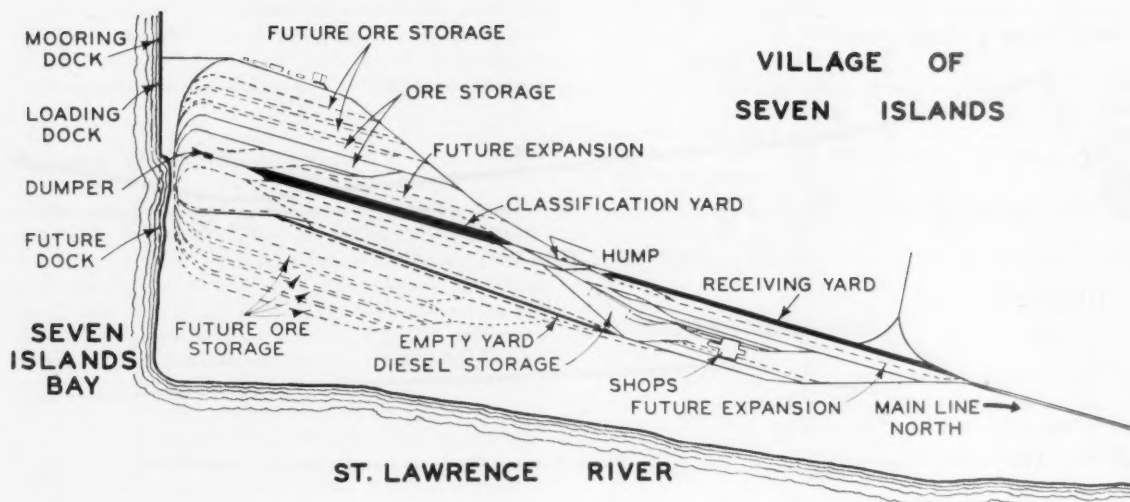 MOORING
DOCK
LOADING
DOCK
DUMPER
FUTURE
DOCK
SEVEN
ISLANDS
BAY
FUTURE ORE STORAGE
ORE STORAGE
FUTURE EXPANSION
CLASSIFICATION YARD
HUMP
RECEIVING YARD
VILLAGE OF
SEVEN ISLANDS
FUTURE ORE
STORAGE
EMPTY YARD
DIESEL STORAGE
SHOPS
FUTURE EXPANSION
MAIN LINE
NORTH
ST. LAWRENCE RIVER